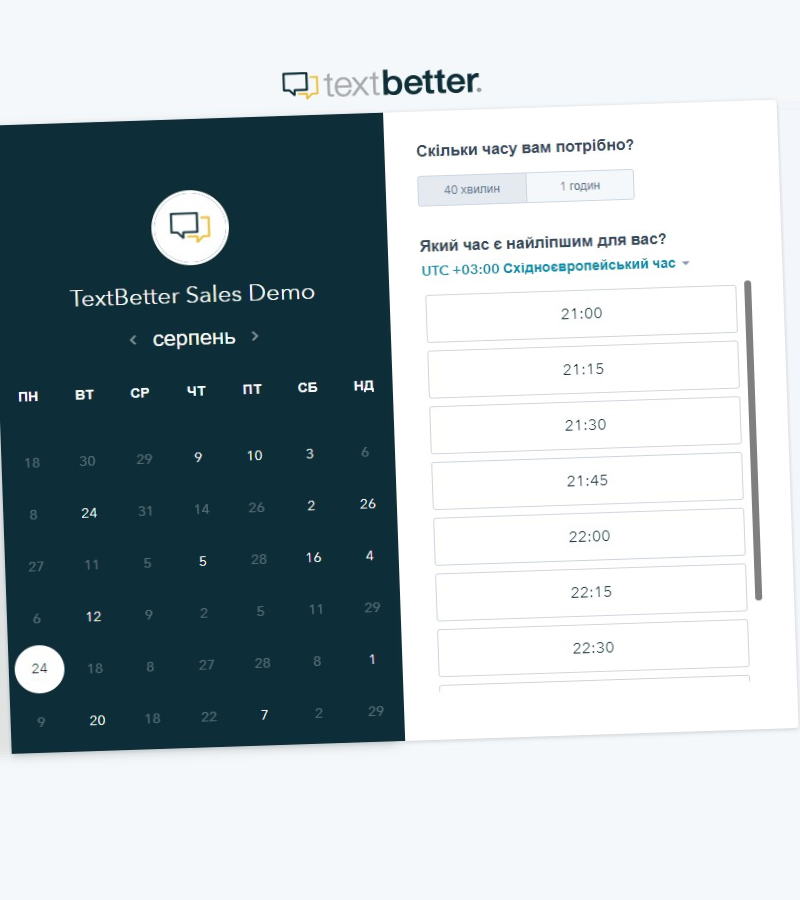 textbetter.
TextBetter Sales Demo
серпень
ПН ВТ СР ЧТ ПТ СБ НД
18 30 29 9 10 3 6
8 24 31 14 26 2 26
27 11 5 5 28 16 4
6 12 9 2 5 11 29
24 18 8 27 28 8 1
9 20 18 22 7 2 29
Скільки часу вам потрібно?
40 хвилин 1 годин
Який час є найліпшим для вас?
UTC +03:00 Східноєвропейський час
21:00
21:15
21:30
21:45
22:00
22:15
22:30